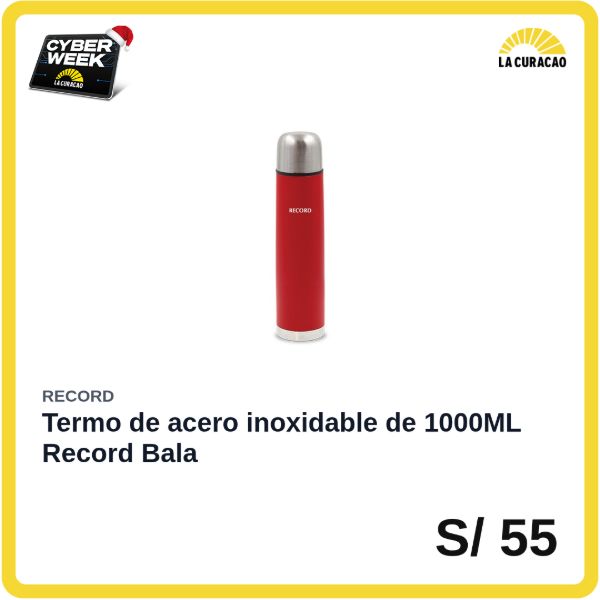 CYBER
WEEK
LA CURACAO
LA CURACAO
RECORD
RECORD
Termo de acero inoxidable de 1000ML
Record Bala
S/ 55